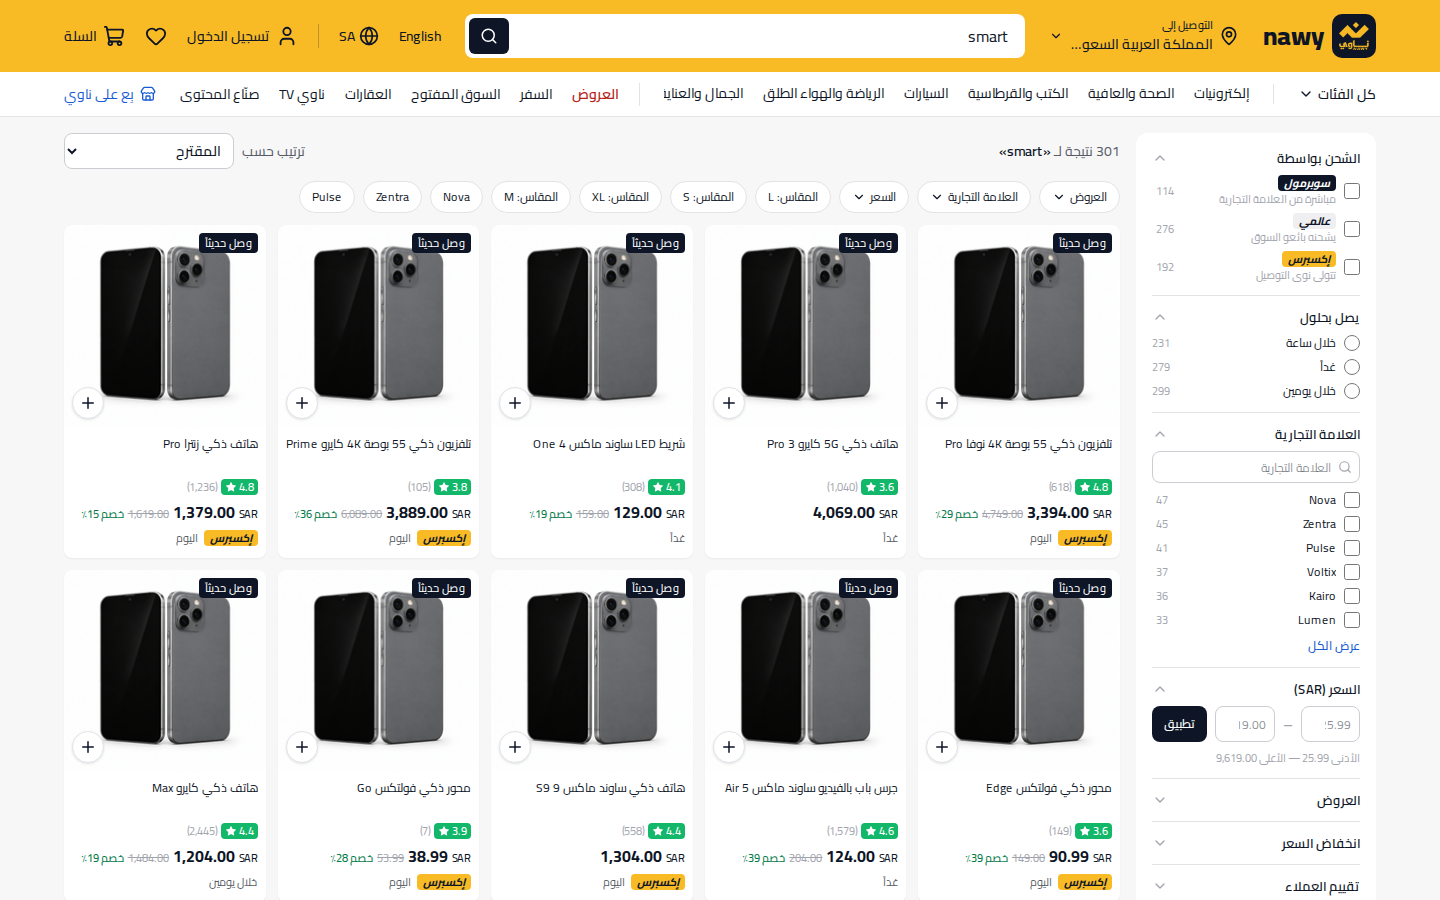 ناوي
nawy
التوصيل إلى
المملكة العربية السعو...
smart
English
SA
تسجيل الدخول
السلة
كل الفئات
إلكترونيات
الصحة والعافية
الكتب والقرطاسية
السيارات
الرياضة والهواء الطلق
الجمال والعناية
العروض
السفر
السوق المفتوح
العقارات
ناوي TV
صنّاع المحتوى
بع على ناوي
301 نتيجة لـ «smart»
ترتيب حسب
المقترح
العروض
العلامة التجارية
السعر
المقاس: L
المقاس: S
المقاس: XL
المقاس: M
Nova
Zentra
Pulse
الشحن بواسطة
سوبرمول
مباشرة من العلامة التجارية
114
عالمي
يشحنه بائعو السوق
276
إكسبرس
تتولى نوي التوصيل
192
يصل بحلول
خلال ساعة
231
غداً
279
خلال يومين
299
العلامة التجارية
العلامة التجارية
Nova
47
Zentra
45
Pulse
41
Voltix
37
Kairo
36
Lumen
33
عرض الكل
السعر (SAR)
–
تطبيق
الأدنى 25.99 — الأعلى 9,619.00
العروض
انخفاض السعر
تقييم العملاء
وصل حديثاً
تلفزيون ذكي 55 بوصة 4K نوفا Pro
4.8 (618)
SAR 3,394.00 4,749.00 خصم 29٪
إكسبرس اليوم
وصل حديثاً
هاتف ذكي 5G كايرو 3 Pro
3.6 (1,040)
SAR 4,069.00
غداً
وصل حديثاً
شريط LED ساوند ماكس 4 One
4.1 (308)
SAR 129.00 159.00 خصم 19٪
غداً
وصل حديثاً
تلفزيون ذكي 55 بوصة 4K كايرو Prime
3.8 (105)
SAR 3,889.00 6,089.00 خصم 36٪
إكسبرس اليوم
وصل حديثاً
هاتف ذكي زنترا Pro
4.8 (1,236)
SAR 1,379.00 1,619.00 خصم 15٪
إكسبرس اليوم
وصل حديثاً
محور ذكي فولتكس Edge
3.6 (149)
SAR 90.99 149.00 خصم 39٪
إكسبرس اليوم
وصل حديثاً
جرس باب بالفيديو ساوند ماكس 5 Air
4.6 (1,579)
SAR 124.00 204.00 خصم 39٪
غداً
وصل حديثاً
هاتف ذكي ساوند ماكس 9 S9
4.4 (558)
SAR 1,304.00
إكسبرس اليوم
وصل حديثاً
محور ذكي فولتكس Go
3.9 (7)
SAR 38.99 53.99 خصم 28٪
إكسبرس اليوم
وصل حديثاً
هاتف ذكي كايرو Max
4.4 (2,445)
SAR 1,204.00 1,484.00 خصم 19٪
خلال يومين